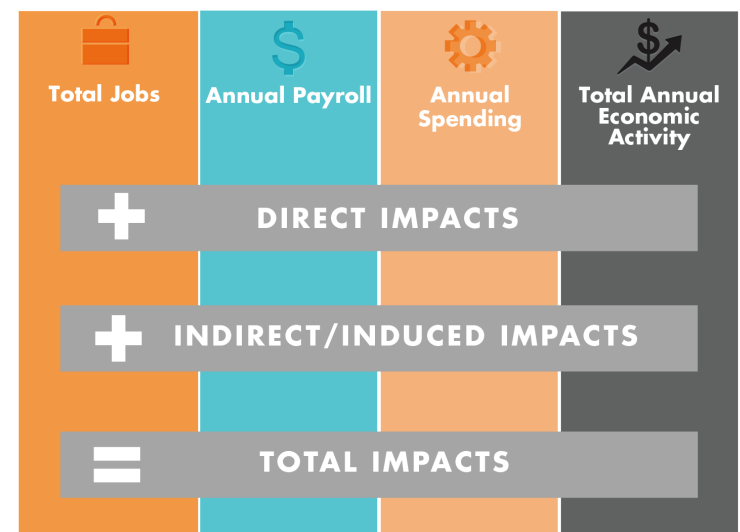 Total Jobs
Annual Payroll
Annual
Spending
Total Annual
Economic
Activity
+ DIRECT IMPACTS
+ INDIRECT/INDUCED IMPACTS
= TOTAL IMPACTS